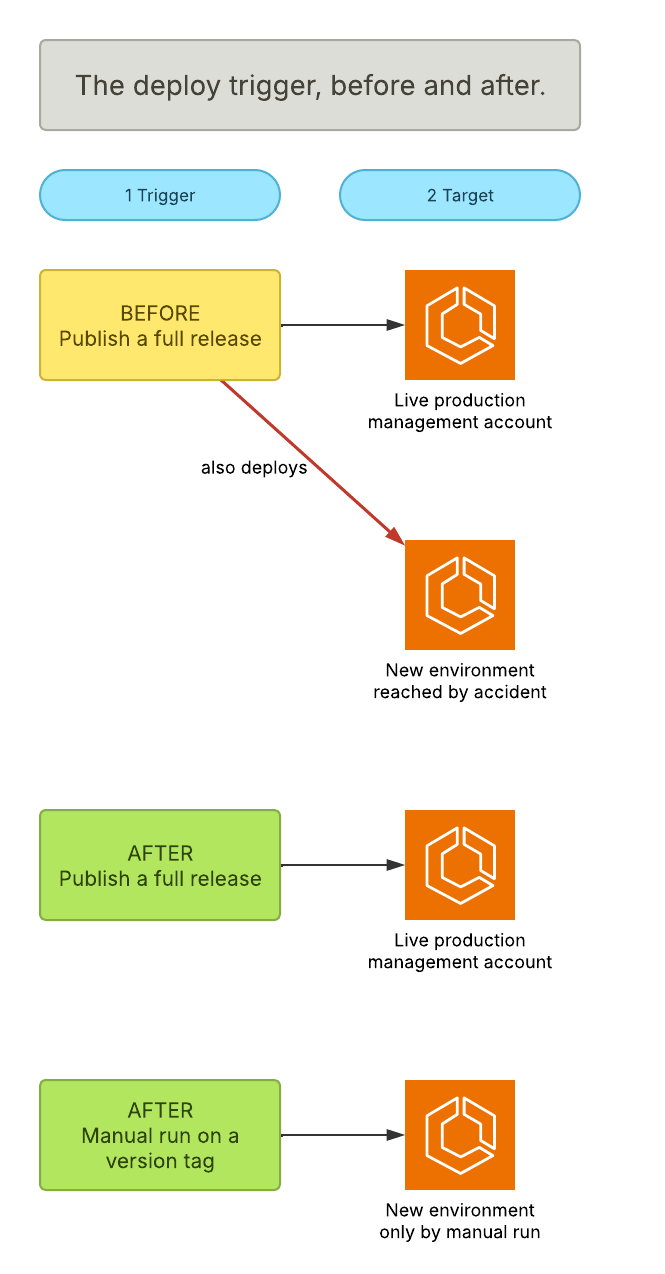 The deploy trigger, before and after.
1 Trigger
2 Target
BEFORE
Publish a full release
Live production
management account
also deploys
New environment
reached by accident
AFTER
Publish a full release
Live production
management account
AFTER
Manual run on a
version tag
New environment
only by manual run